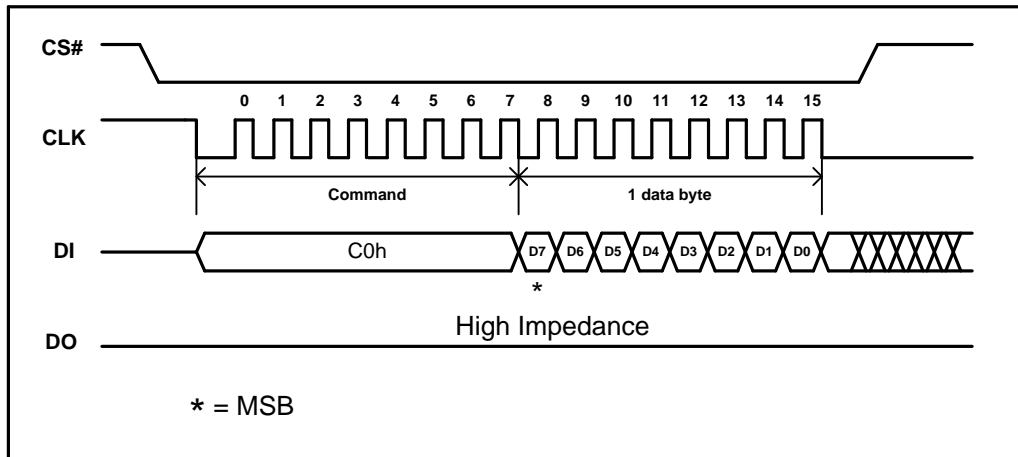 CS#
0 1 2 3 4 5 6 7 8 9 10 11 12 13 14 15
CLK
Command 1 data byte
DI C0h D7 D6 D5 D4 D3 D2 D1 D0
*
High Impedance
DO
* = MSB